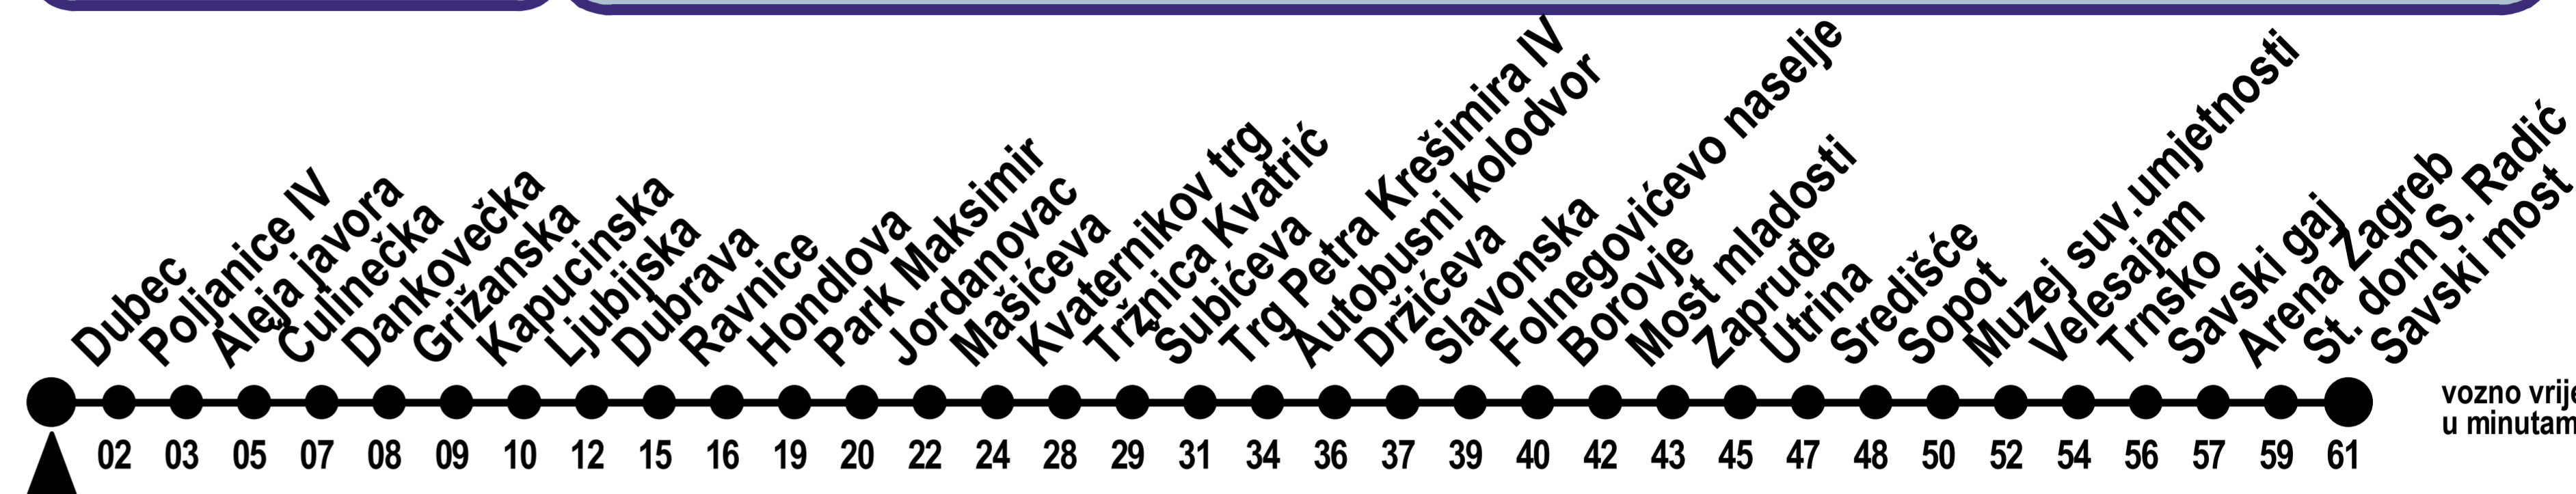 Dubec
Poljanice IV
Aleja javora
Čulinečka
Dankovečka
Grižanska
Kapucinska
Ljubijska
Dubrava
Ravnice
Hondlova
Park Maksimir
Jordanovac
Mašićeva
Kvaternikov trg
Tržnica Kvatrić
Šubićeva
Trg Petra Krešimira IV
Autobusni kolodvor
Držićeva
Slavonska
Folnegovićevo naselje
Borovje
Most mladosti
Zapruđe
Utrina
Središće
Sopot
Muzej suv.umjetnosti
Velesajam
Trnsko
Savski gaj
Arena Zagreb
St. dom S. Radić
Savski most
02 03 05 07 08 09 10 12 15 16 19 20 22 24 28 29 31 34 36 37 39 40 42 43 45 47 48 50 52 54 56 57 59 61
vozno vrije
u minutam